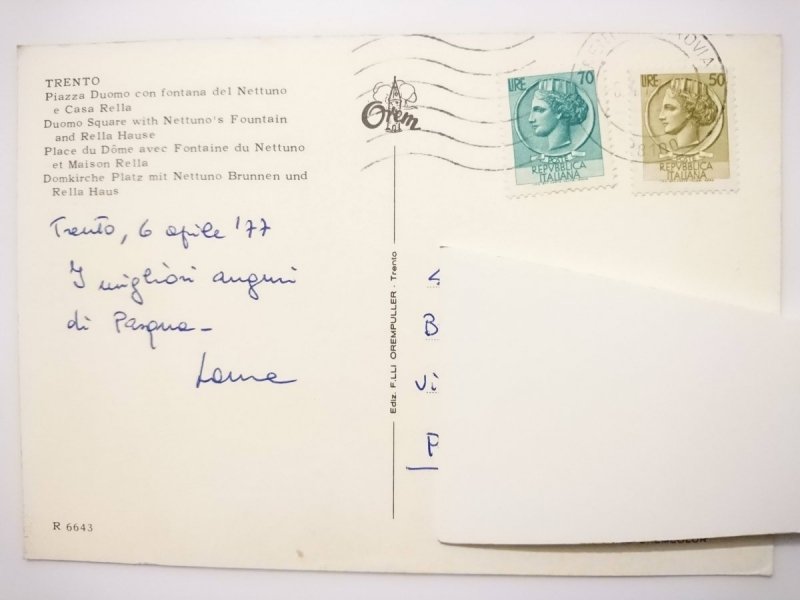 TRENTO
Piazza Duomo con fontana del Nettuno
e Casa Rella
Duomo Square with Nettuno's Fountain
and Rella Hause
Place du Dôme avec Fontaine du Nettuno
et Maison Rella
Domkirche Platz mit Nettuno Brunnen und
Rella Haus
Trento, 6 aprile '77
I migliori auguri
di Pasqua -
R 6643
Orem
Ediz. F.LLI OREMPULLER - Trento
LIRE 70
POSTE
REPVBBLICA
ITALIANA
LIRE 50
POSTE
REPVBBLICA
ITALIANA
B
Vi
P